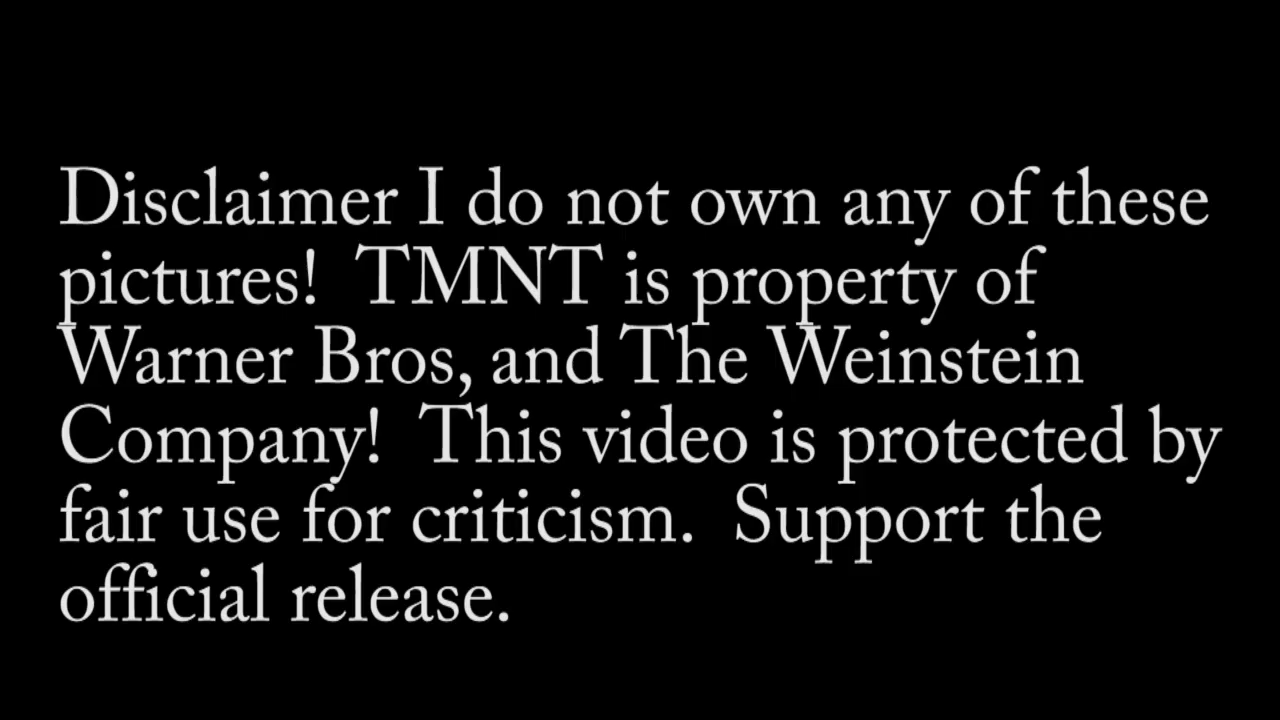 Disclaimer I do not own any of these
pictures!  TMNT is property of
Warner Bros, and The Weinstein
Company!  This video is protected by
fair use for criticism.  Support the
official release.